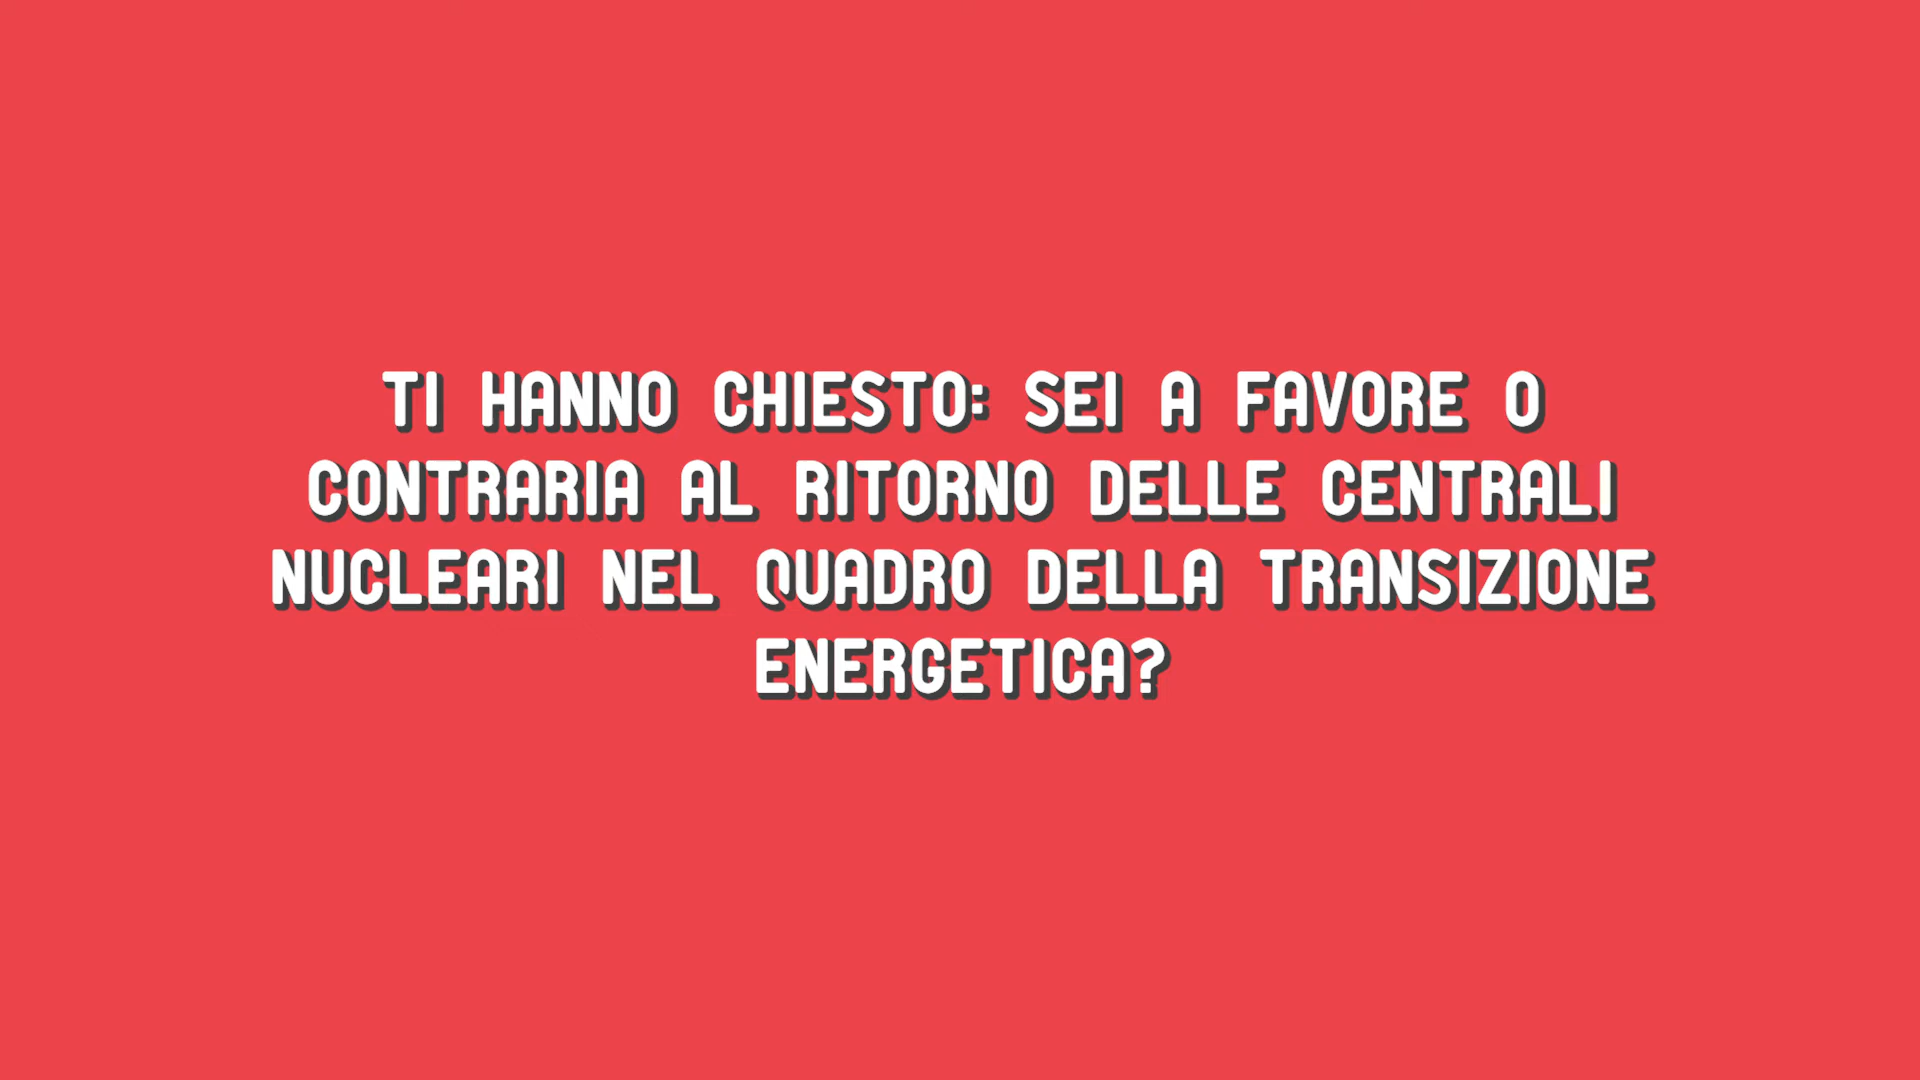 TI HANNO CHIESTO: SEI A FAVORE O
CONTRARIA AL RITORNO DELLE CENTRALI
NUCLEARI NEL QUADRO DELLA TRANSIZIONE
ENERGETICA?